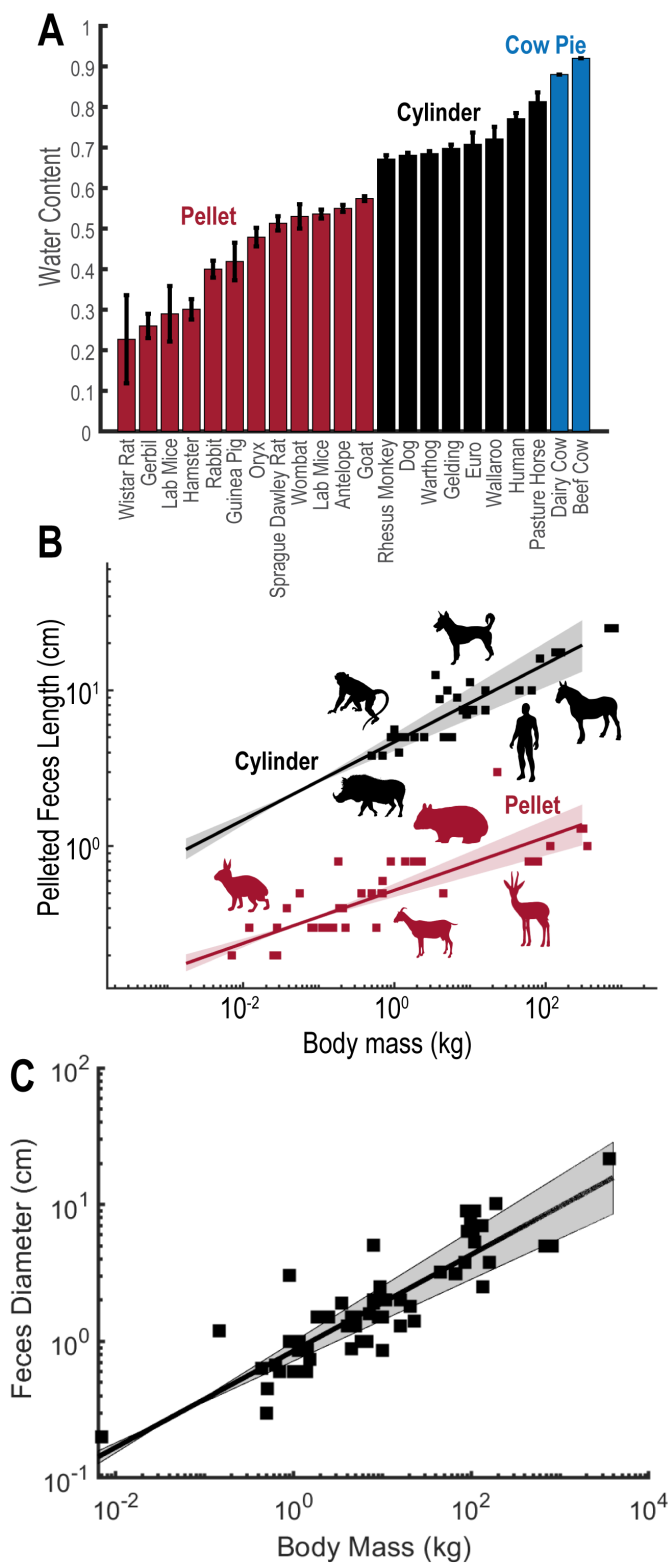 A
Cow Pie
Cylinder
Pellet
Water Content
1
0.9
0.8
0.7
0.6
0.5
0.4
0.3
0.2
0.1
0
Wistar Rat
Gerbil
Lab Mice
Hamster
Rabbit
Guinea Pig
Oryx
Sprague Dawley Rat
Wombat
Lab Mice
Antelope
Goat
Rhesus Monkey
Dog
Warthog
Gelding
Euro
Wallaroo
Human
Pasture Horse
Dairy Cow
Beef Cow
B
Pelleted Feces Length (cm)
10¹
10⁰
Cylinder
Pellet
10⁻² 10⁰ 10²
Body mass (kg)
C
Feces Diameter (cm)
10²
10¹
10⁰
10⁻¹
10⁻² 10⁰ 10² 10⁴
Body Mass (kg)